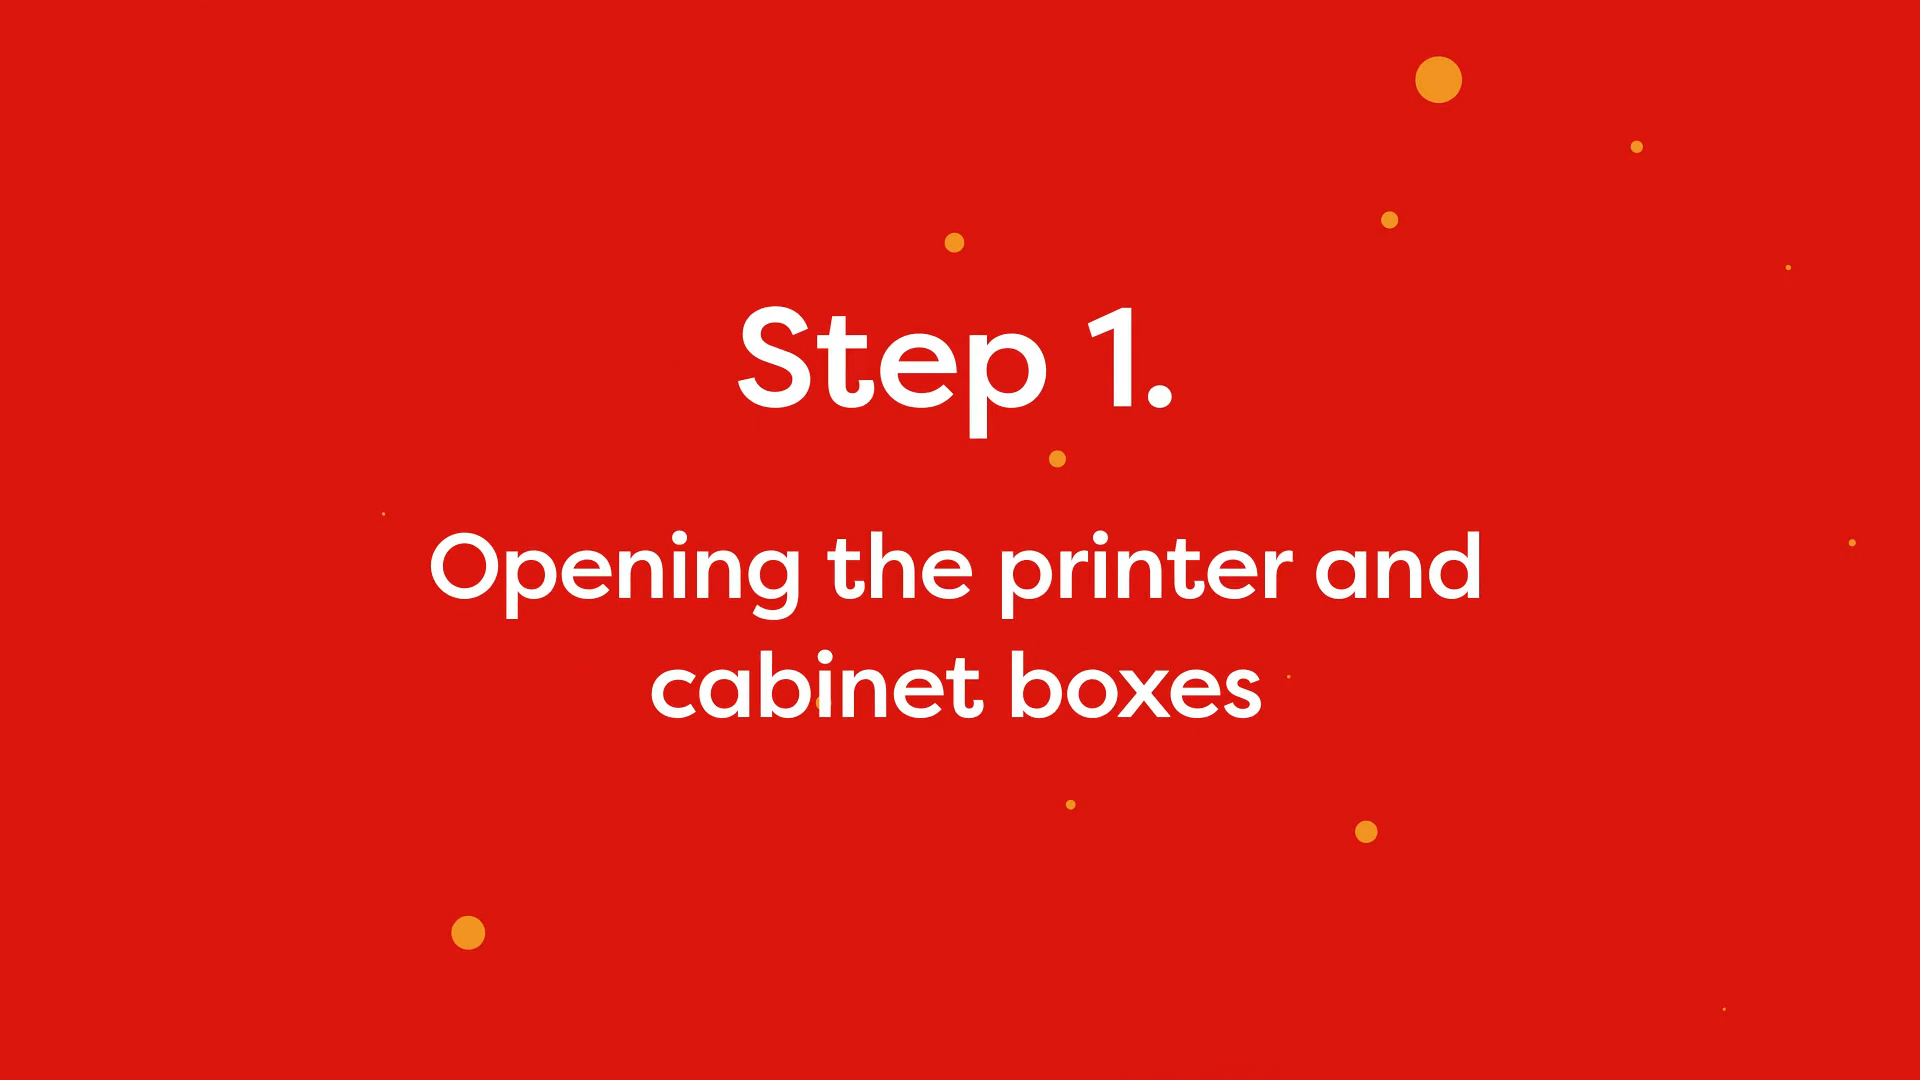 Step 1.
Opening the printer and
cabinet boxes